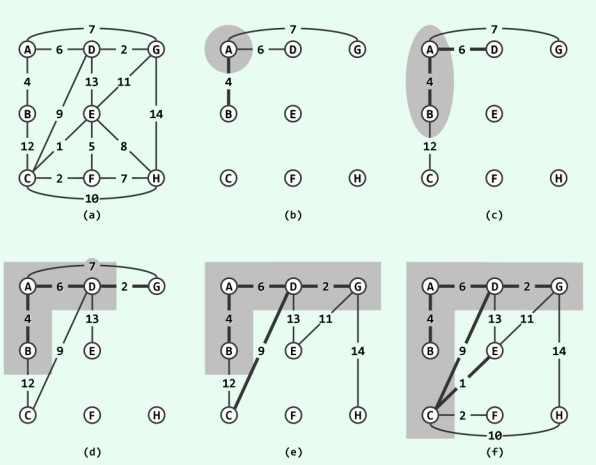 7 7 7
A 6 D 2 G A 6 D G A 6 D G
4 13 11 4 4
B 9 E 14 B E B E
12 1 5 8 12
C 2 F 7 H C F H C F H
10
(a) (b) (c)
7
A 6 D 2 G A 6 D 2 G A 6 D 2 G
4 13 4 13 11 4 13 11
B 9 E B 9 E 14 B 9 E 14
12 12 1
C F H C F H C 2 F H
10
(d) (e) (f)